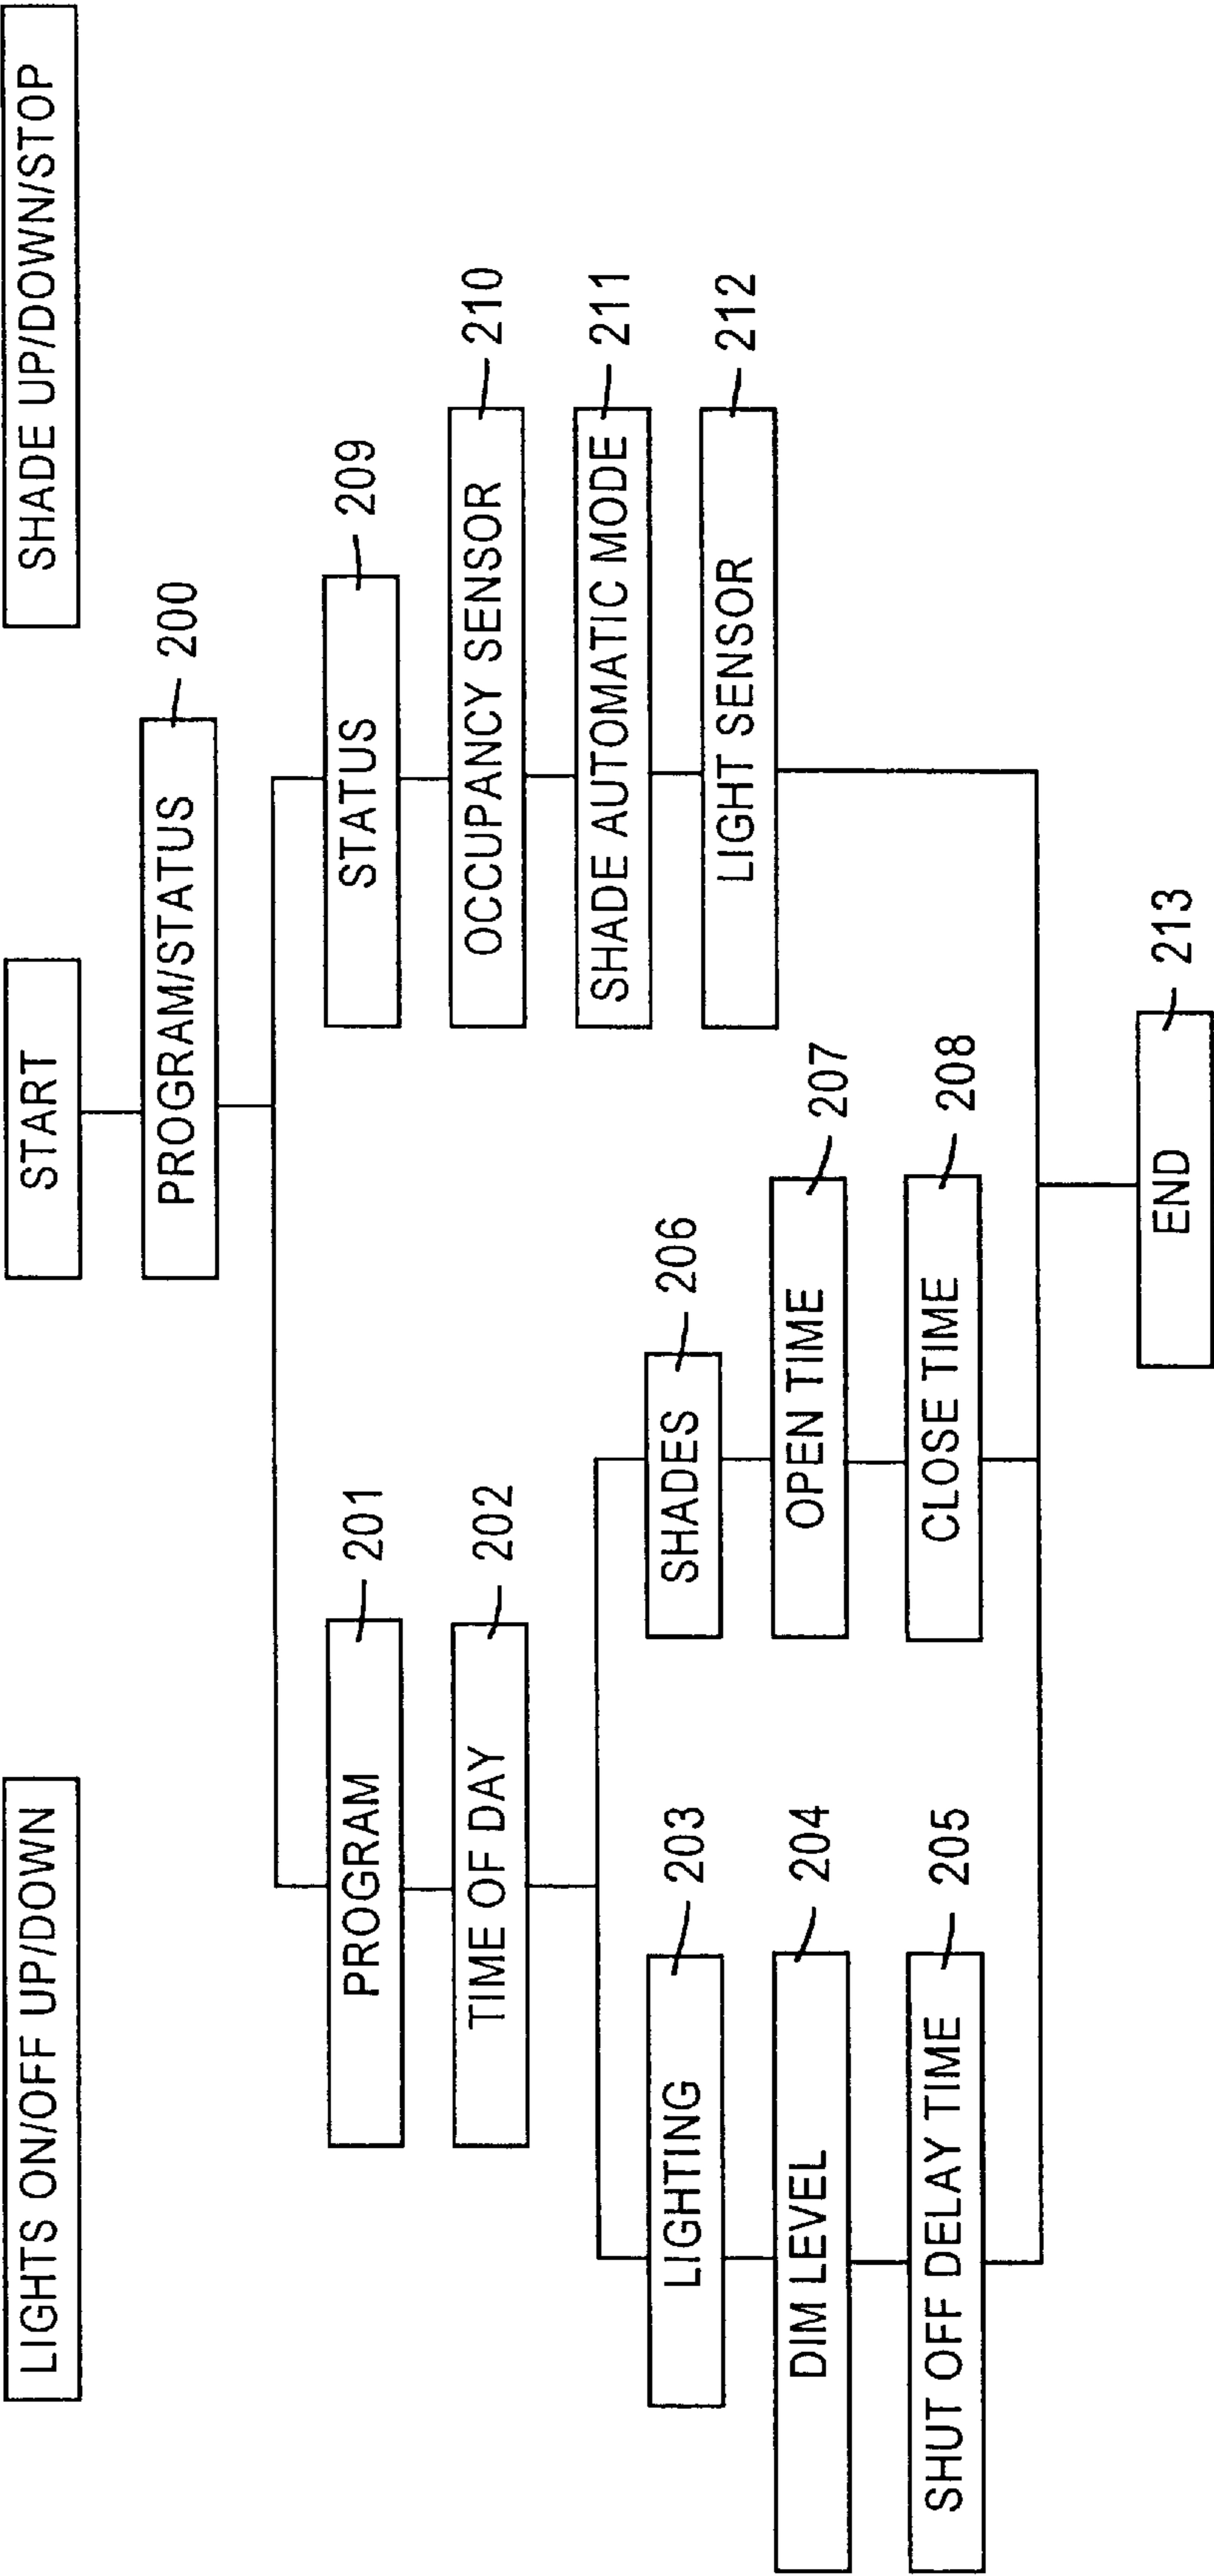 LIGHTS ON/OFF UP/DOWN
START
SHADE UP/DOWN/STOP
PROGRAM/STATUS
200
PROGRAM
201
STATUS
209
TIME OF DAY
202
OCCUPANCY SENSOR
210
LIGHTING
203
SHADES
206
SHADE AUTOMATIC MODE
211
DIM LEVEL
204
OPEN TIME
207
LIGHT SENSOR
212
SHUT OFF DELAY TIME
205
CLOSE TIME
208
END
213